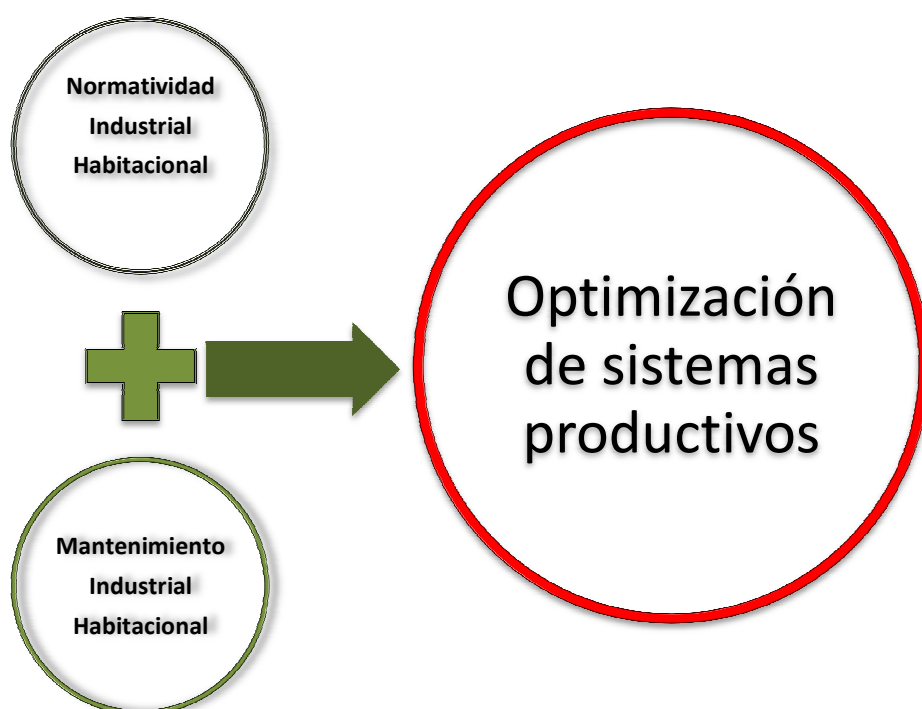 Normatividad
Industrial
Habitacional
Mantenimiento
Industrial
Habitacional
Optimización
de sistemas
productivos